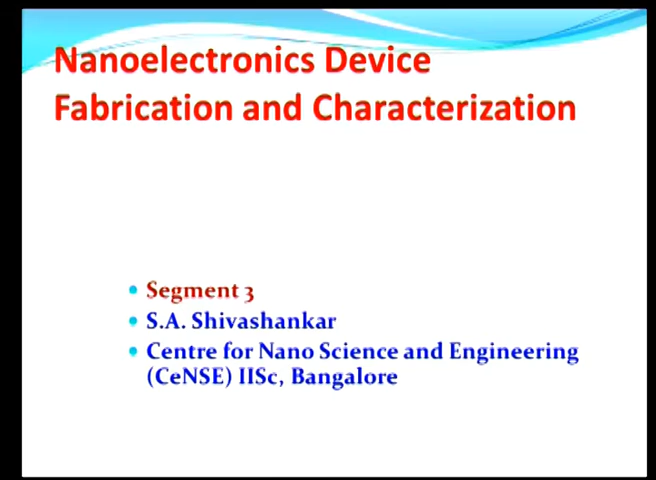 Nanoelectronics Device
Fabrication and Characterization
• Segment 3
• S.A. Shivashankar
• Centre for Nano Science and Engineering
(CeNSE) IISc, Bangalore